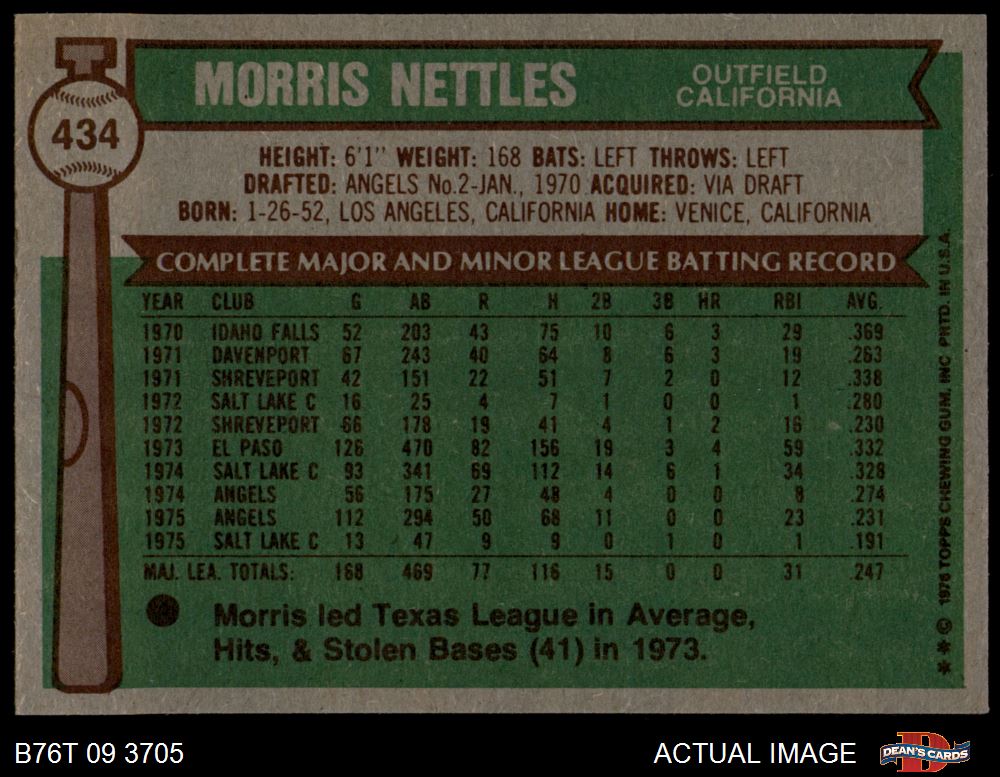 434
MORRIS NETTLES
OUTFIELD
CALIFORNIA
HEIGHT: 6'1" WEIGHT: 168 BATS: LEFT THROWS: LEFT
DRAFTED: ANGELS No.2-JAN., 1970 ACQUIRED: VIA DRAFT
BORN: 1-26-52, LOS ANGELES, CALIFORNIA HOME: VENICE, CALIFORNIA
COMPLETE MAJOR AND MINOR LEAGUE BATTING RECORD
YEAR CLUB G AB R H 2B 3B HR RBI AVG.
1970 IDAHO FALLS 52 203 43 75 10 6 3 29 .369
1971 DAVENPORT 67 243 40 64 8 6 3 19 .263
1971 SHREVEPORT 42 151 22 51 7 2 0 12 .338
1972 SALT LAKE C 16 25 4 7 1 0 0 1 .280
1972 SHREVEPORT 66 178 19 41 4 1 2 16 .230
1973 EL PASO 126 470 82 156 19 3 4 59 .332
1974 SALT LAKE C 93 341 69 112 14 6 1 34 .328
1974 ANGELS 56 175 27 48 4 0 0 8 .274
1975 ANGELS 112 294 50 68 11 0 0 23 .231
1975 SALT LAKE C 13 47 9 9 0 1 0 1 .191
MAJ. LEA. TOTALS: 168 469 77 116 15 0 0 31 .247
Morris led Texas League in Average,
Hits, & Stolen Bases (41) in 1973.
** © 1976 TOPPS CHEWING GUM, INC PRTD. IN U.S.A.
B76T 09 3705
ACTUAL IMAGE
DEAN'S CARDS